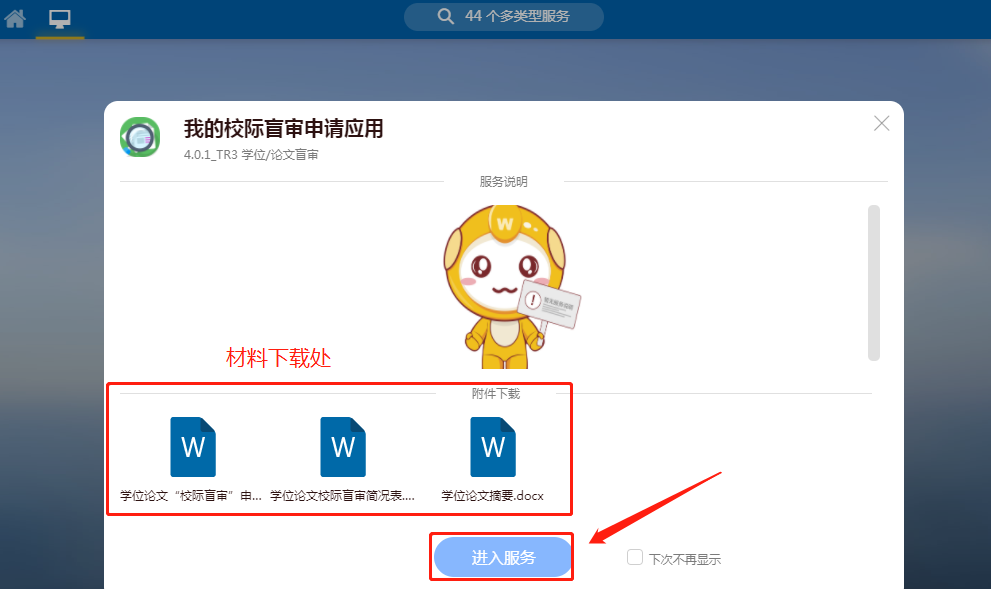 44 个多类型服务
我的校际盲审申请应用
4.0.1_TR3 学位/论文盲审
服务说明
W
!
材料下载处
附件下载
W W W
学位论文“校际盲审”申... 学位论文校际盲审简况表.... 学位论文摘要.docx
进入服务
下次不再显示